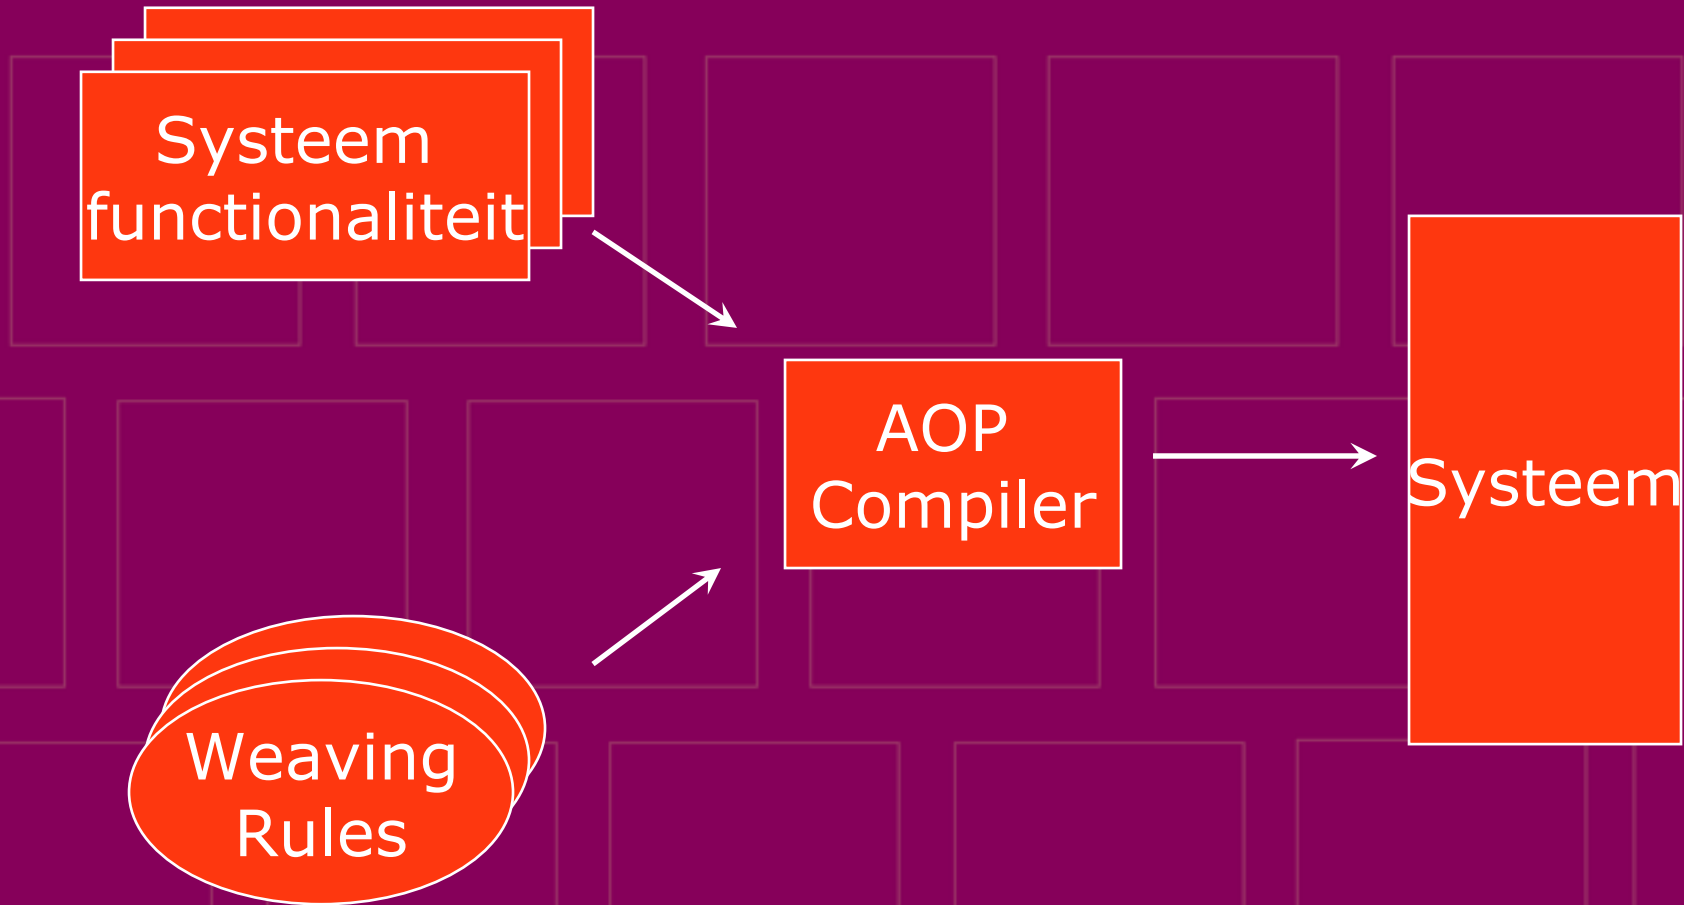 Systeem
functionaliteit
AOP
Compiler
Systeem
Weaving
Rules